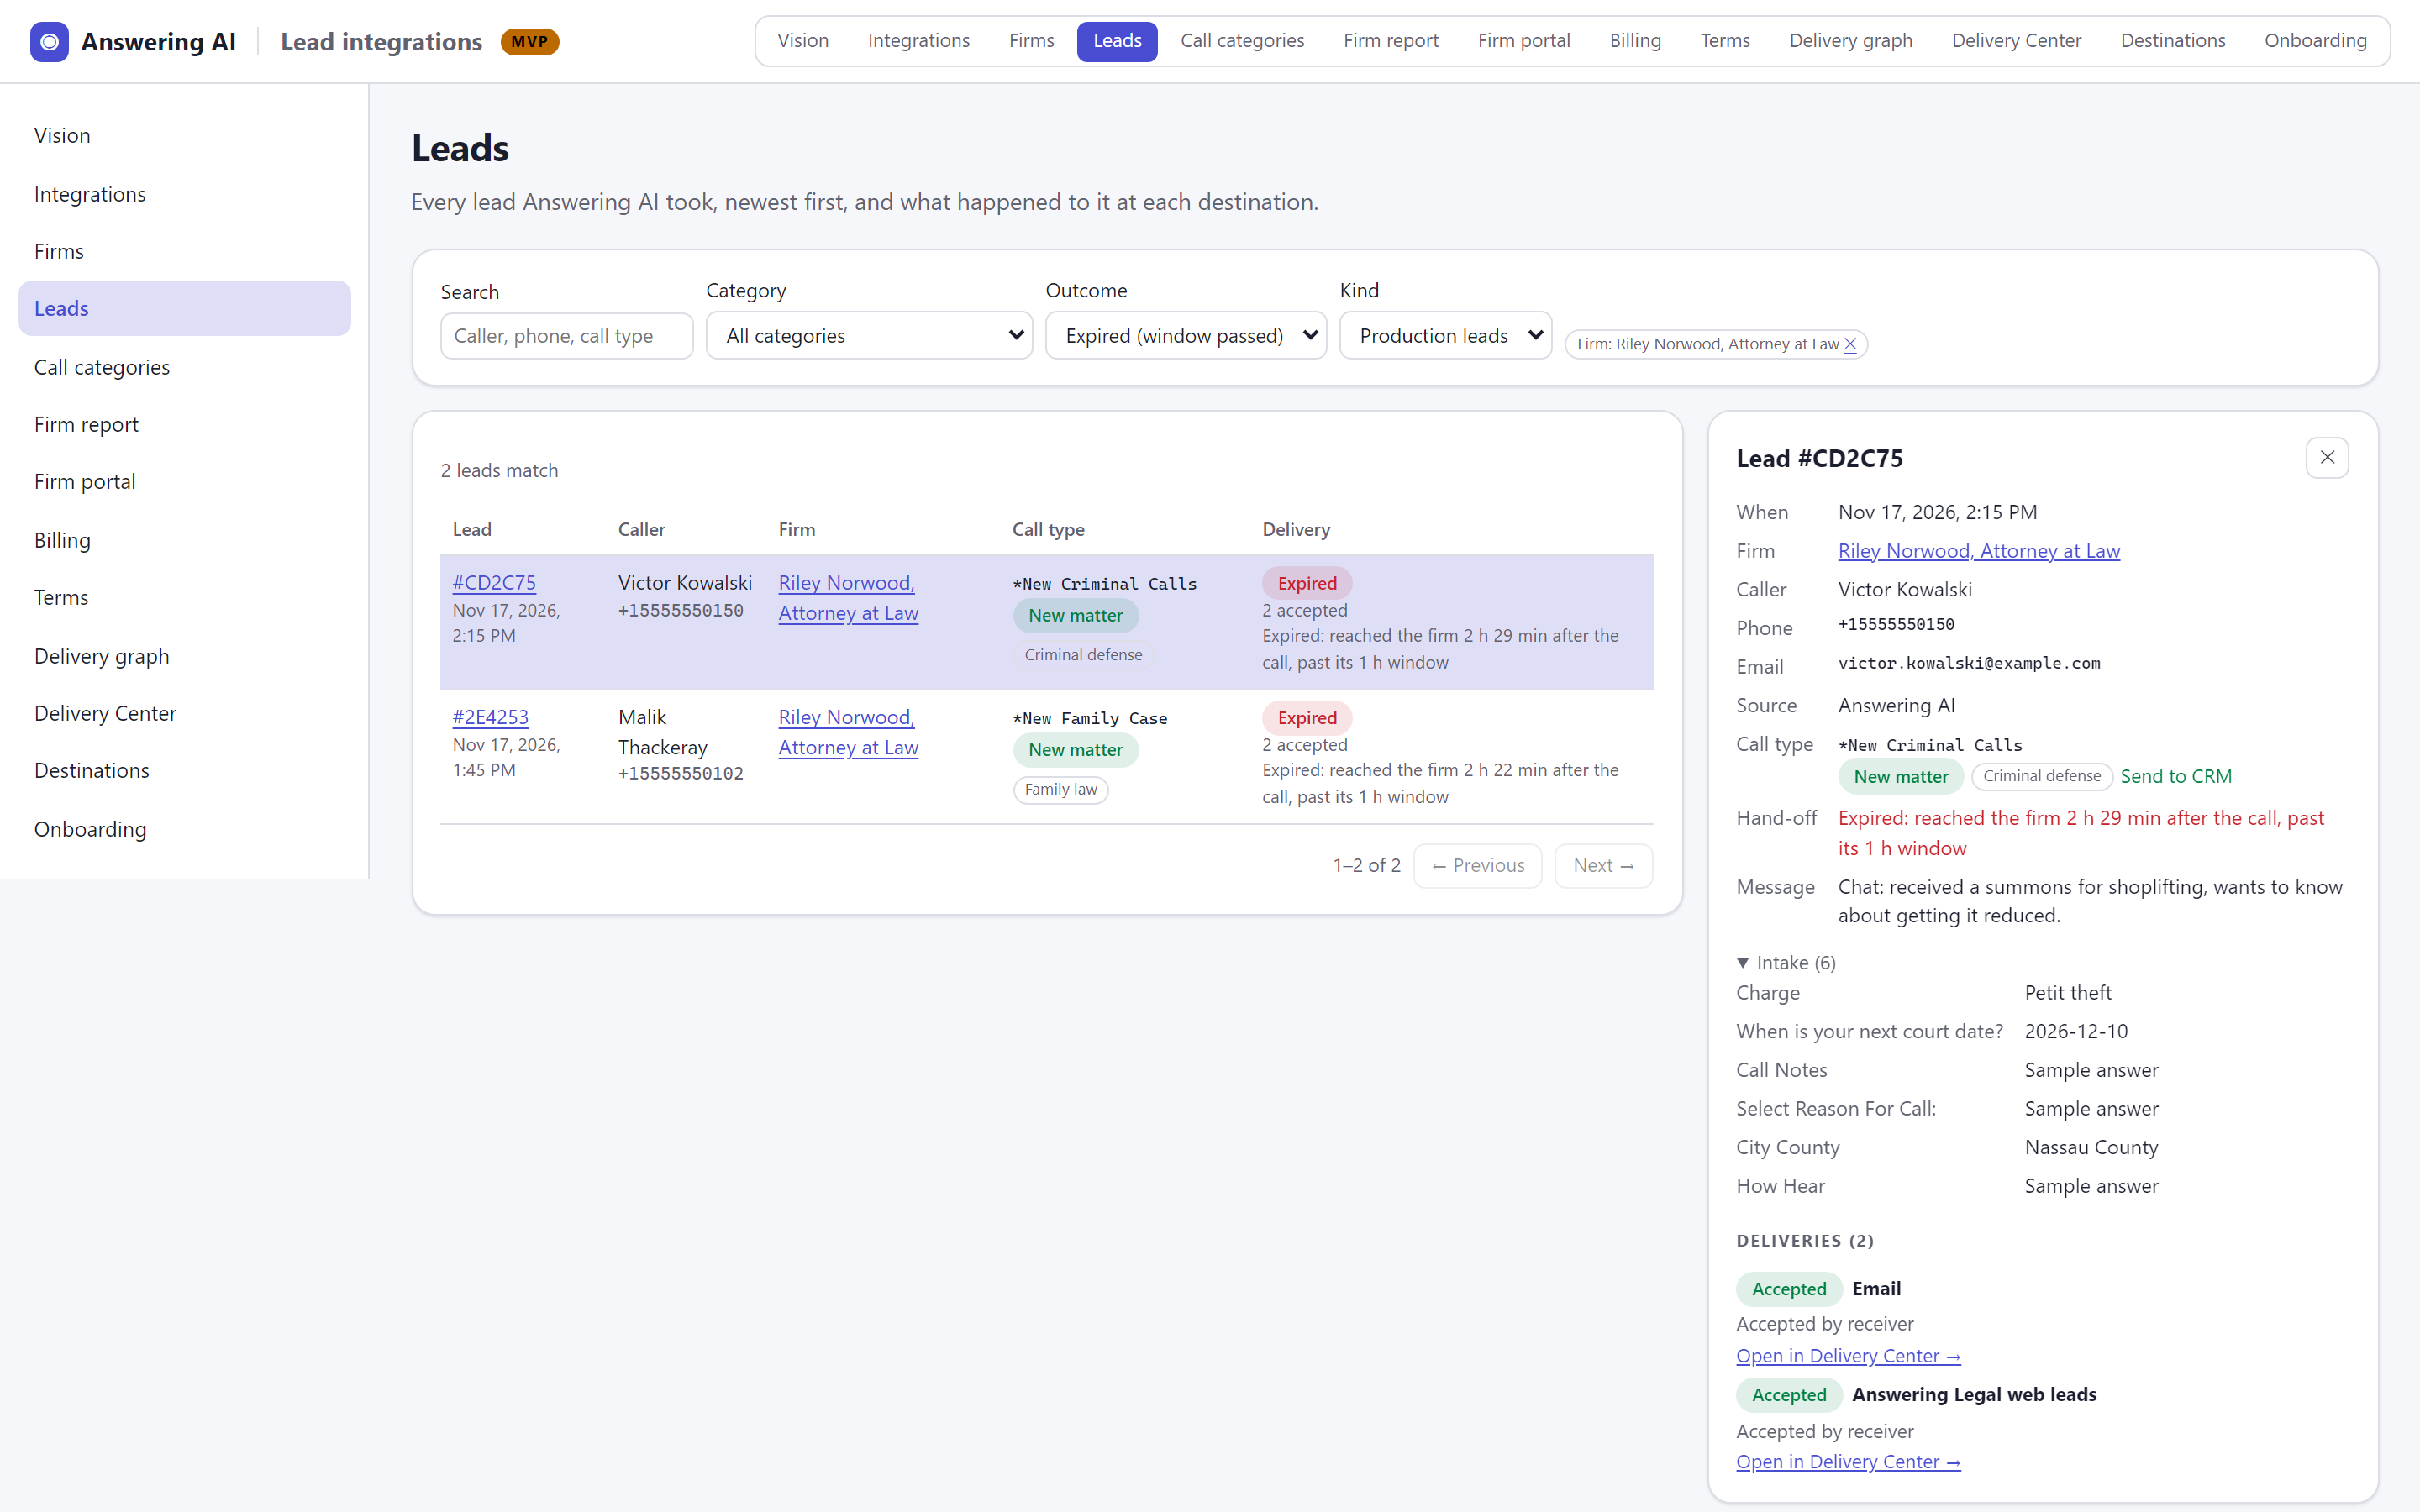 Answering AI
Lead integrations
MVP
Vision
Integrations
Firms
Leads
Call categories
Firm report
Firm portal
Billing
Terms
Delivery graph
Delivery Center
Destinations
Onboarding
Vision
Integrations
Firms
Leads
Call categories
Firm report
Firm portal
Billing
Terms
Delivery graph
Delivery Center
Destinations
Onboarding
Leads
Every lead Answering AI took, newest first, and what happened to it at each destination.
Search
Caller, phone, call type
Category
All categories
Outcome
Expired (window passed)
Kind
Production leads
Firm: Riley Norwood, Attorney at Law ×
2 leads match
Lead
Caller
Firm
Call type
Delivery
#CD2C75
Nov 17, 2026,
2:15 PM
Victor Kowalski
+15555550150
Riley Norwood,
Attorney at Law
*New Criminal Calls
New matter
Criminal defense
Expired
2 accepted
Expired: reached the firm 2 h 29 min after the
call, past its 1 h window
#2E4253
Nov 17, 2026,
1:45 PM
Malik
Thackeray
+15555550102
Riley Norwood,
Attorney at Law
*New Family Case
New matter
Family law
Expired
2 accepted
Expired: reached the firm 2 h 22 min after the
call, past its 1 h window
1–2 of 2
← Previous
Next →
Lead #CD2C75
×
When Nov 17, 2026, 2:15 PM
Firm Riley Norwood, Attorney at Law
Caller Victor Kowalski
Phone +15555550150
Email victor.kowalski@example.com
Source Answering AI
Call type *New Criminal Calls
New matter Criminal defense Send to CRM
Hand-off Expired: reached the firm 2 h 29 min after the call, past
its 1 h window
Message Chat: received a summons for shoplifting, wants to know
about getting it reduced.
▼ Intake (6)
Charge Petit theft
When is your next court date? 2026-12-10
Call Notes Sample answer
Select Reason For Call: Sample answer
City County Nassau County
How Hear Sample answer
DELIVERIES (2)
Accepted Email
Accepted by receiver
Open in Delivery Center →
Accepted Answering Legal web leads
Accepted by receiver
Open in Delivery Center →